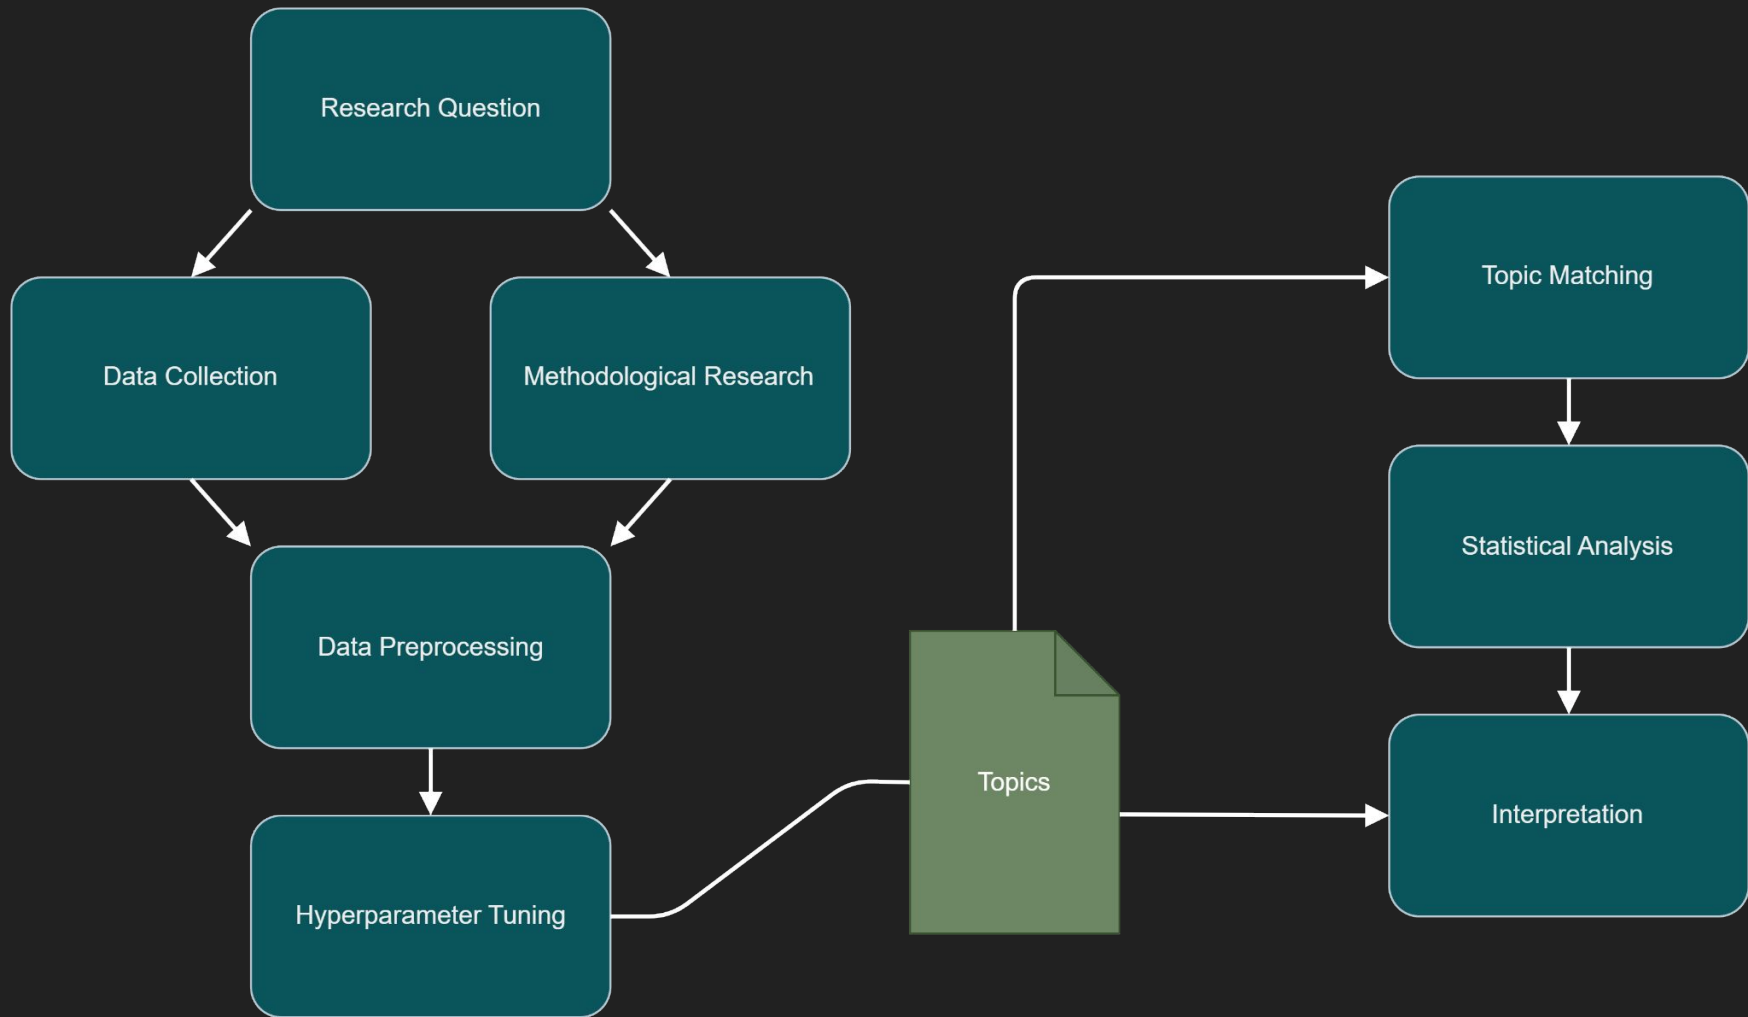 Research Question
Data Collection
Methodological Research
Data Preprocessing
Hyperparameter Tuning
Topics
Topic Matching
Statistical Analysis
Interpretation